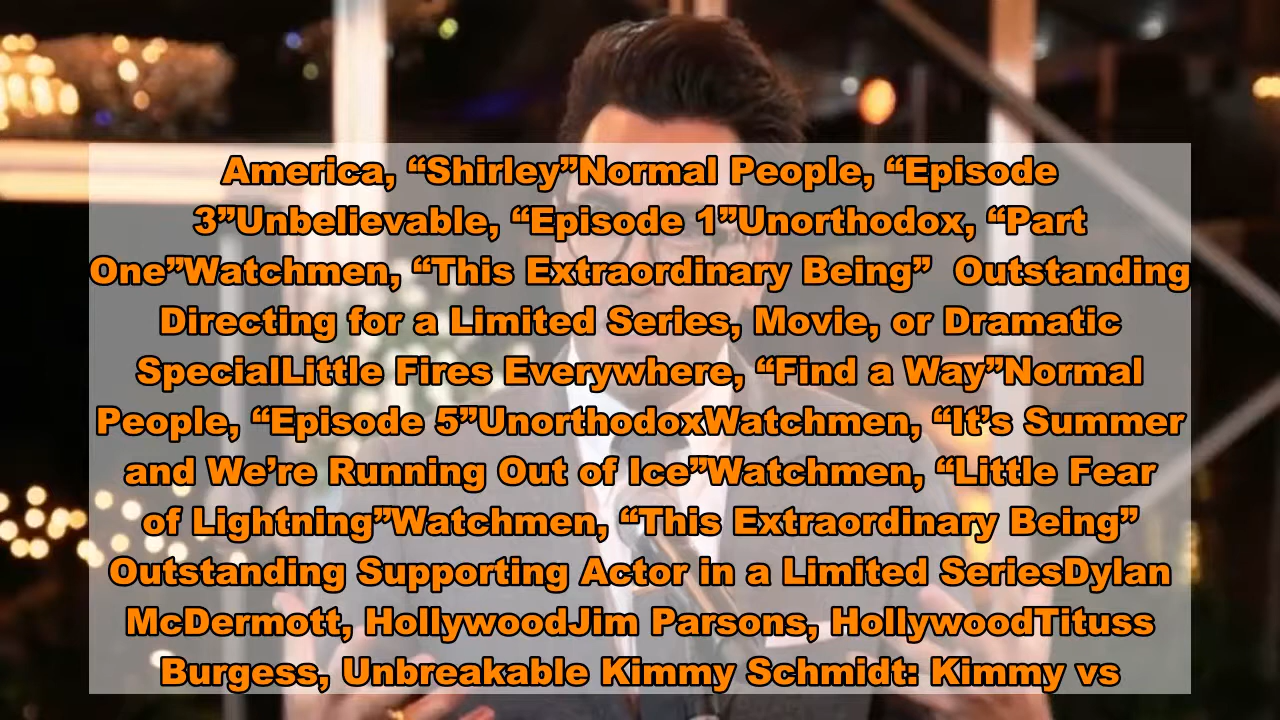 America, “Shirley”Normal People, “Episode
3”Unbelievable, “Episode 1”Unorthodox, “Part
One”Watchmen, “This Extraordinary Being”  Outstanding
Directing for a Limited Series, Movie, or Dramatic
SpecialLittle Fires Everywhere, “Find a Way”Normal
People, “Episode 5”UnorthodoxWatchmen, “It’s Summer
and We’re Running Out of Ice”Watchmen, “Little Fear
of Lightning”Watchmen, “This Extraordinary Being”
Outstanding Supporting Actor in a Limited SeriesDylan
McDermott, HollywoodJim Parsons, HollywoodTituss
Burgess, Unbreakable Kimmy Schmidt: Kimmy vs